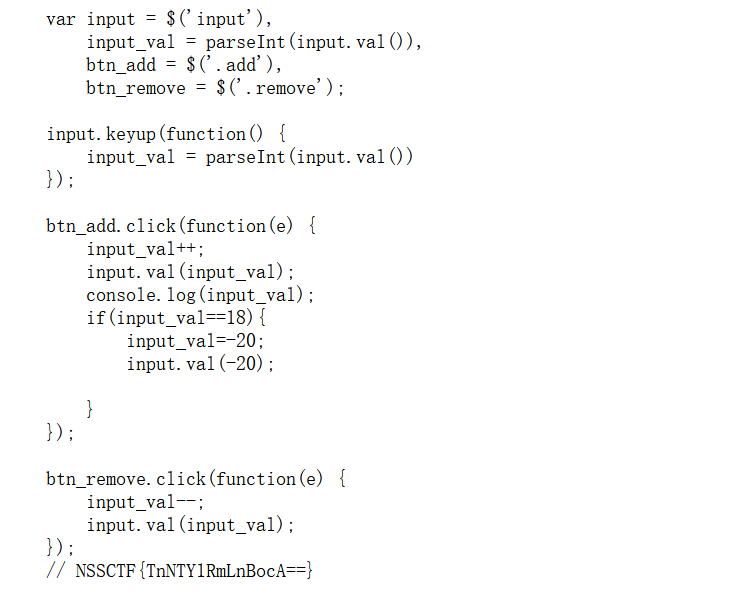 var input = $('input'),
    input_val = parseInt(input.val()),
    btn_add = $('.add'),
    btn_remove = $('.remove');

input.keyup(function() {
    input_val = parseInt(input.val())
});

btn_add.click(function(e) {
    input_val++;
    input.val(input_val);
    console.log(input_val);
    if(input_val==18){
        input_val=-20;
        input.val(-20);

    }
});

btn_remove.click(function(e) {
    input_val--;
    input.val(input_val);
});
// NSSCTF{TnNTY1RmLnBocA==}